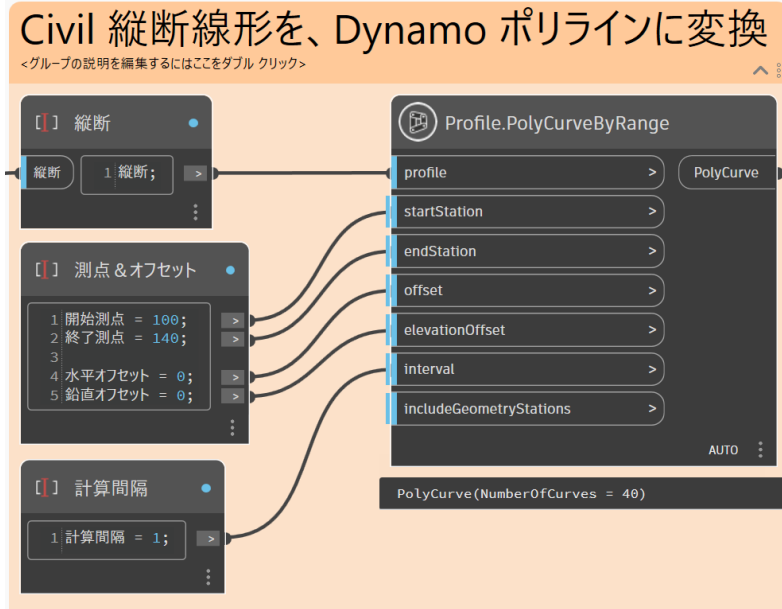 Civil 縦断線形を、Dynamo ポリラインに変換
<グループの説明を編集するにはここをダブル クリック>
縦断
縦断
1 縦断;
>
測点&オフセット
1 開始測点 = 100;
>
2 終了測点 = 140;
>
3
4 水平オフセット = 0;
>
5 鉛直オフセット = 0;
>
計算間隔
1 計算間隔 = 1;
>
Profile.PolyCurveByRange
profile >
PolyCurve
startStation >
endStation >
offset >
elevationOffset >
interval >
includeGeometryStations >
AUTO
PolyCurve(NumberOfCurves = 40)